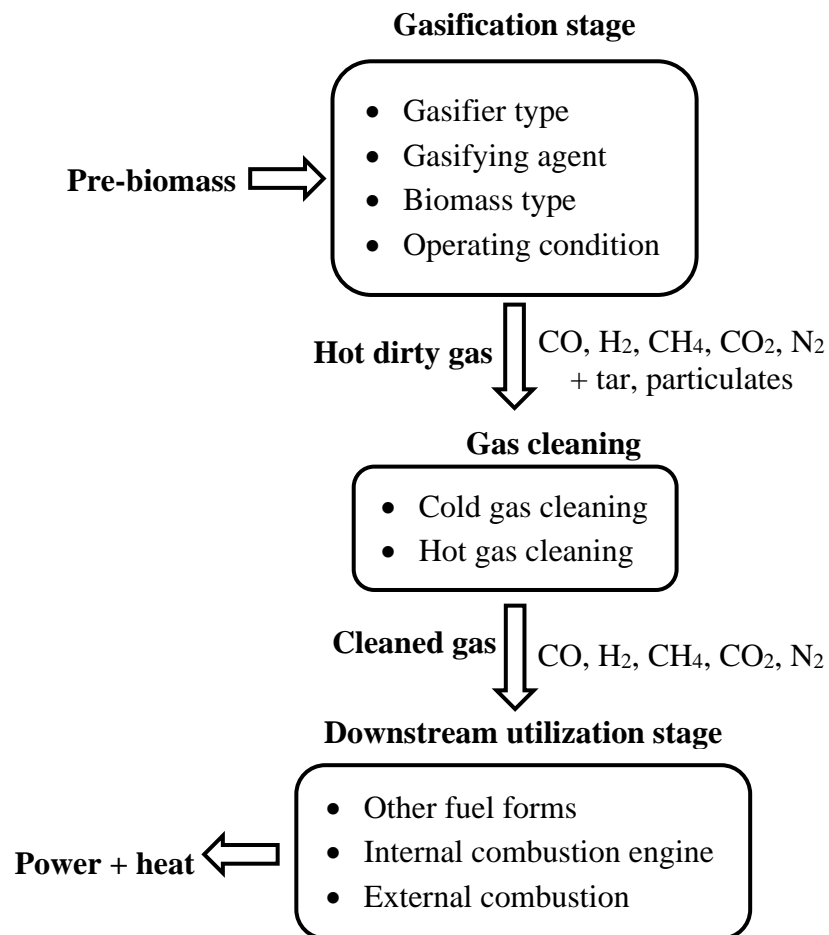 Gasification stage
• Gasifier type
• Gasifying agent
• Biomass type
• Operating condition
Pre-biomass
Hot dirty gas
CO, H₂, CH₄, CO₂, N₂
+ tar, particulates
Gas cleaning
• Cold gas cleaning
• Hot gas cleaning
Cleaned gas
CO, H₂, CH₄, CO₂, N₂
Downstream utilization stage
• Other fuel forms
• Internal combustion engine
• External combustion
Power + heat